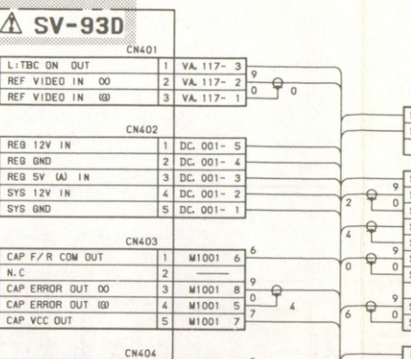 ⚠ SV-93D
CN401
L:TBC ON OUT 1 VA. 117- 3
REF VIDEO IN (X) 2 VA. 117- 2
REF VIDEO IN (G) 3 VA. 117- 1
9
0 0
CN402
REG 12V IN 1 DC. 001- 5
REG GND 2 DC. 001- 4
REG 5V (A) IN 3 DC. 001- 3
SYS 12V IN 4 DC. 001- 2
SYS GND 5 DC. 001- 1
9
2 0
4
9
0 0
9
6 0
CN403
CAP F/R COM OUT 1 M1001 6 6
N.C 2
CAP ERROR OUT (X) 3 M1001 8 9
CAP ERROR OUT (G) 4 M1001 5 0 4
CAP VCC OUT 5 M1001 7 7
CN404